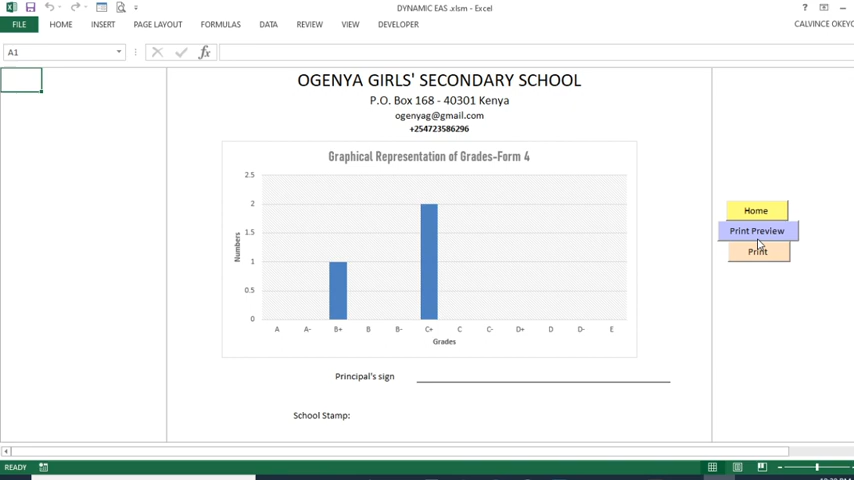 DYNAMIC EAS .xlsm - Excel
FILE HOME INSERT PAGE LAYOUT FORMULAS DATA REVIEW VIEW DEVELOPER CALVINCE OKEYO
A1
OGENYA GIRLS' SECONDARY SCHOOL
P.O. Box 168 - 40301 Kenya
ogenyag@gmail.com
+254723586296
Graphical Representation of Grades-Form 4
2.5
2
1.5
1
0.5
0
Numbers
A A- B+ B B- C+ C C- D+ D D- E
Grades
Home
Print Preview
Print
Principal's sign
School Stamp:
READY